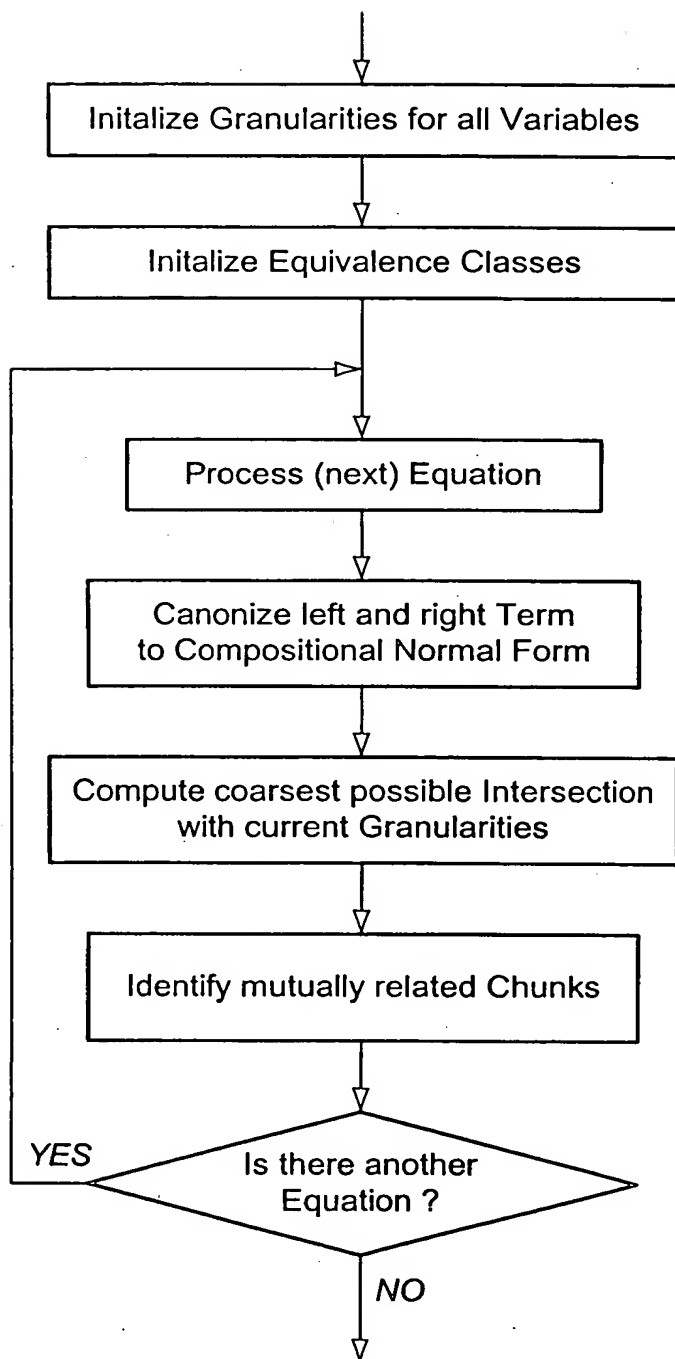 Initalize Granularities for all Variables
Initalize Equivalence Classes
Process (next) Equation
Canonize left and right Term
to Compositional Normal Form
Compute coarsest possible Intersection
with current Granularities
Identify mutually related Chunks
YES
Is there another
Equation ?
NO